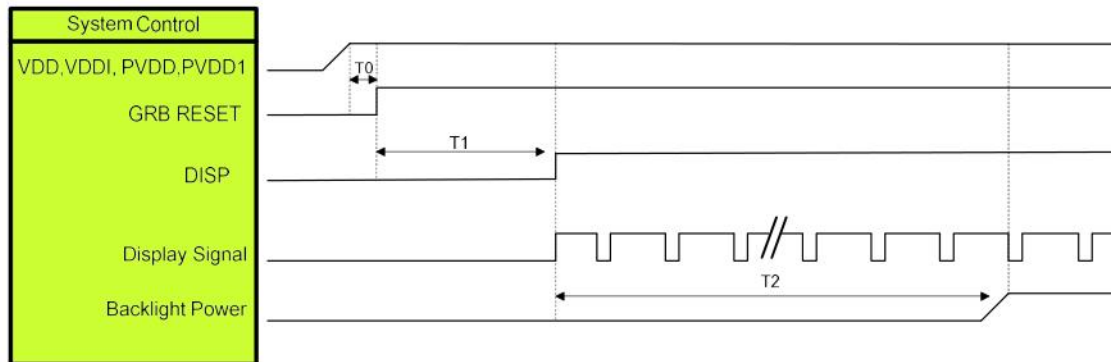 System Control
VDD,VDDI, PVDD,PVDD1
T0
GRB RESET
T1
DISP
Display Signal
T2
Backlight Power